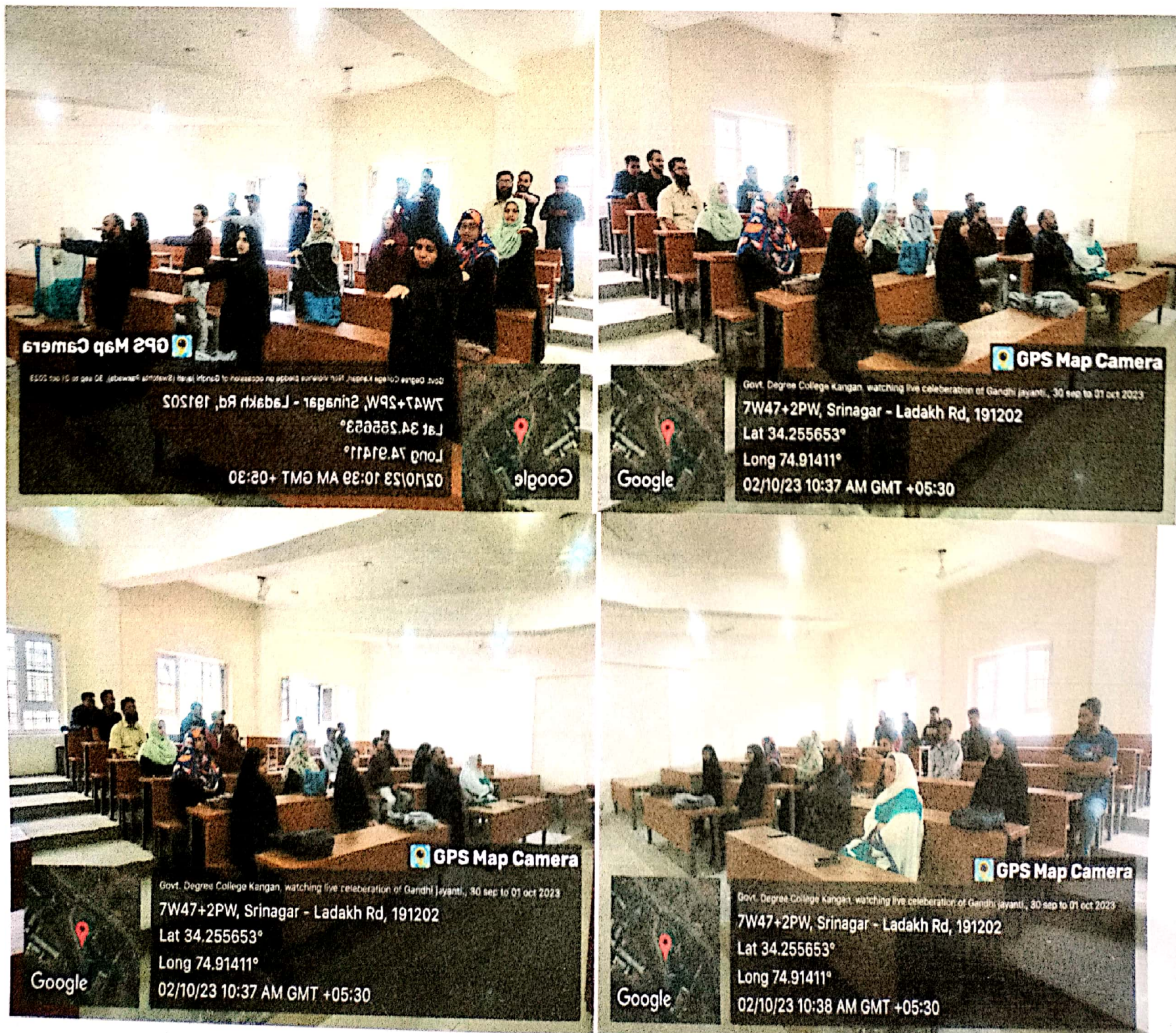 GPS Map Camera
Govt. Degree College Kangan,
7W47+2PW, Srinagar - Ladakh Rd, 191202
Lat 34.255653°
Long 74.91411°
02/10/23 10:39 AM GMT +05:30
Google
GPS Map Camera
Govt. Degree College Kangan, watching live celeberation of Gandhi jayanti., 30 sep to 01 oct 2023
7W47+2PW, Srinagar - Ladakh Rd, 191202
Lat 34.255653°
Long 74.91411°
02/10/23 10:37 AM GMT +05:30
Google
GPS Map Camera
Govt. Degree College Kangan, watching live celeberation of Gandhi jayanti., 30 sep to 01 oct 2023
7W47+2PW, Srinagar - Ladakh Rd, 191202
Lat 34.255653°
Long 74.91411°
02/10/23 10:37 AM GMT +05:30
Google
GPS Map Camera
Govt. Degree College Kangan, watching live celeberation of Gandhi jayanti., 30 sep to 01 oct 2023
7W47+2PW, Srinagar - Ladakh Rd, 191202
Lat 34.255653°
Long 74.91411°
02/10/23 10:38 AM GMT +05:30
Google